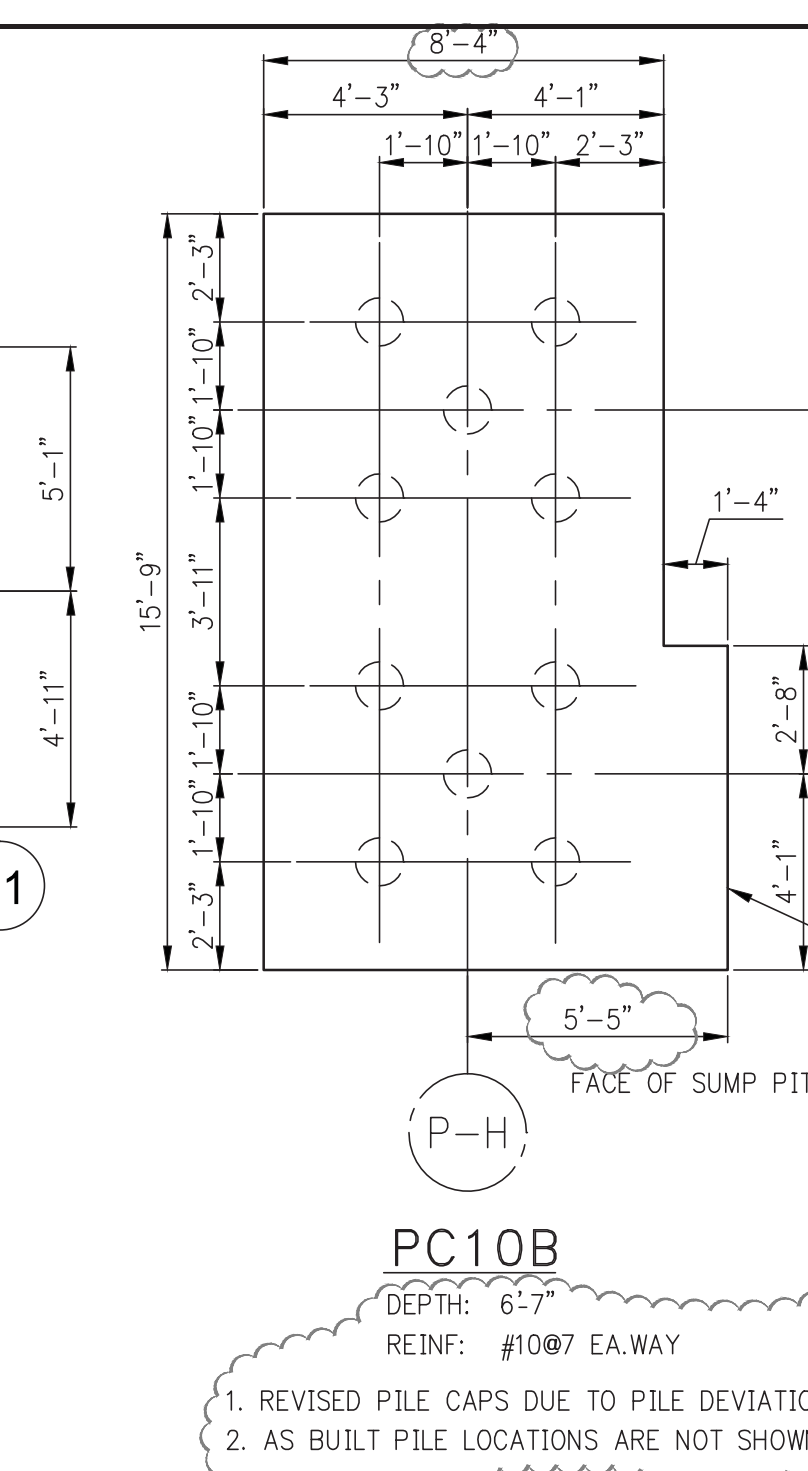 8'-4"
4'-3" 4'-1"
1'-10" 1'-10" 2'-3"
2'-3"
1'-10"
1'-10"
3'-11"
1'-10"
1'-10"
2'-3"
15'-9"
5'-1"
4'-11"
1
1'-4"
2'-8"
4'-1"
5'-5"
FACE OF SUMP PIT
P-H
PC10B
DEPTH: 6'-7"
REINF: #10@7 EA.WAY
1. REVISED PILE CAPS DUE TO PILE DEVIATIO
2. AS BUILT PILE LOCATIONS ARE NOT SHOWN